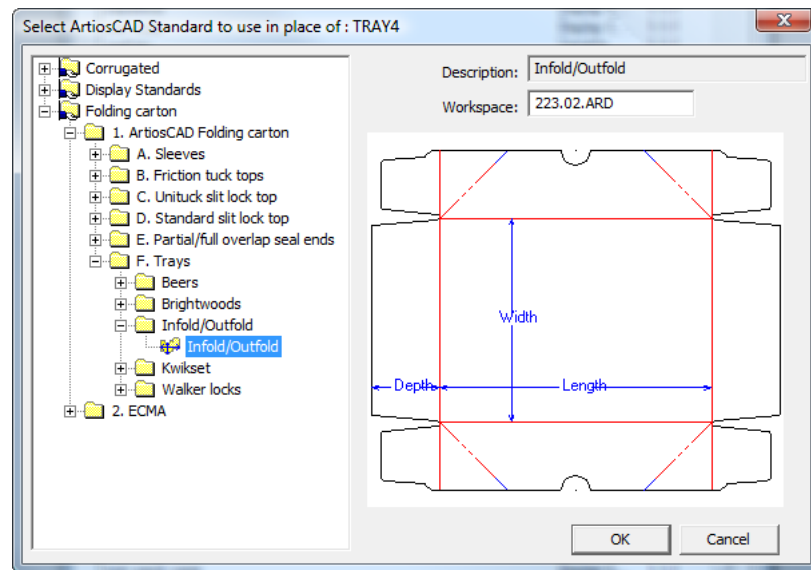 Select ArtiosCAD Standard to use in place of : TRAY4
Corrugated
Display Standards
Folding carton
1. ArtiosCAD Folding carton
A. Sleeves
B. Friction tuck tops
C. Unituck slit lock top
D. Standard slit lock top
E. Partial/full overlap seal ends
F. Trays
Beers
Brightwoods
Infold/Outfold
Infold/Outfold
Kwikset
Walker locks
2. ECMA
Description: Infold/Outfold
Workspace: 223.02.ARD
Width
Depth
Length
OK
Cancel